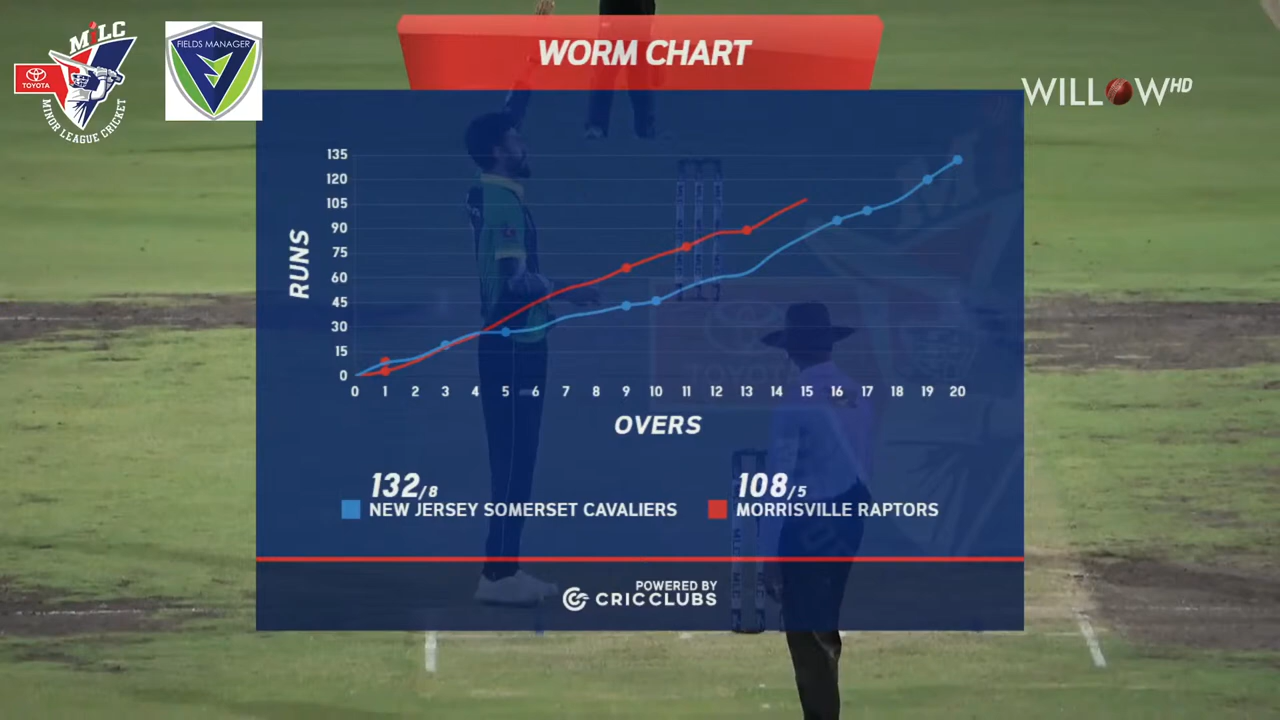 MiLC
TOYOTA
MINOR LEAGUE CRICKET
FIELDS MANAGER
WORM CHART
WILLOW HD
RUNS
135
120
105
90
75
60
45
30
15
0
0 1 2 3 4 5 6 7 8 9 10 11 12 13 14 15 16 17 18 19 20
OVERS
132/8
NEW JERSEY SOMERSET CAVALIERS
108/5
MORRISVILLE RAPTORS
POWERED BY
CRICCLUBS